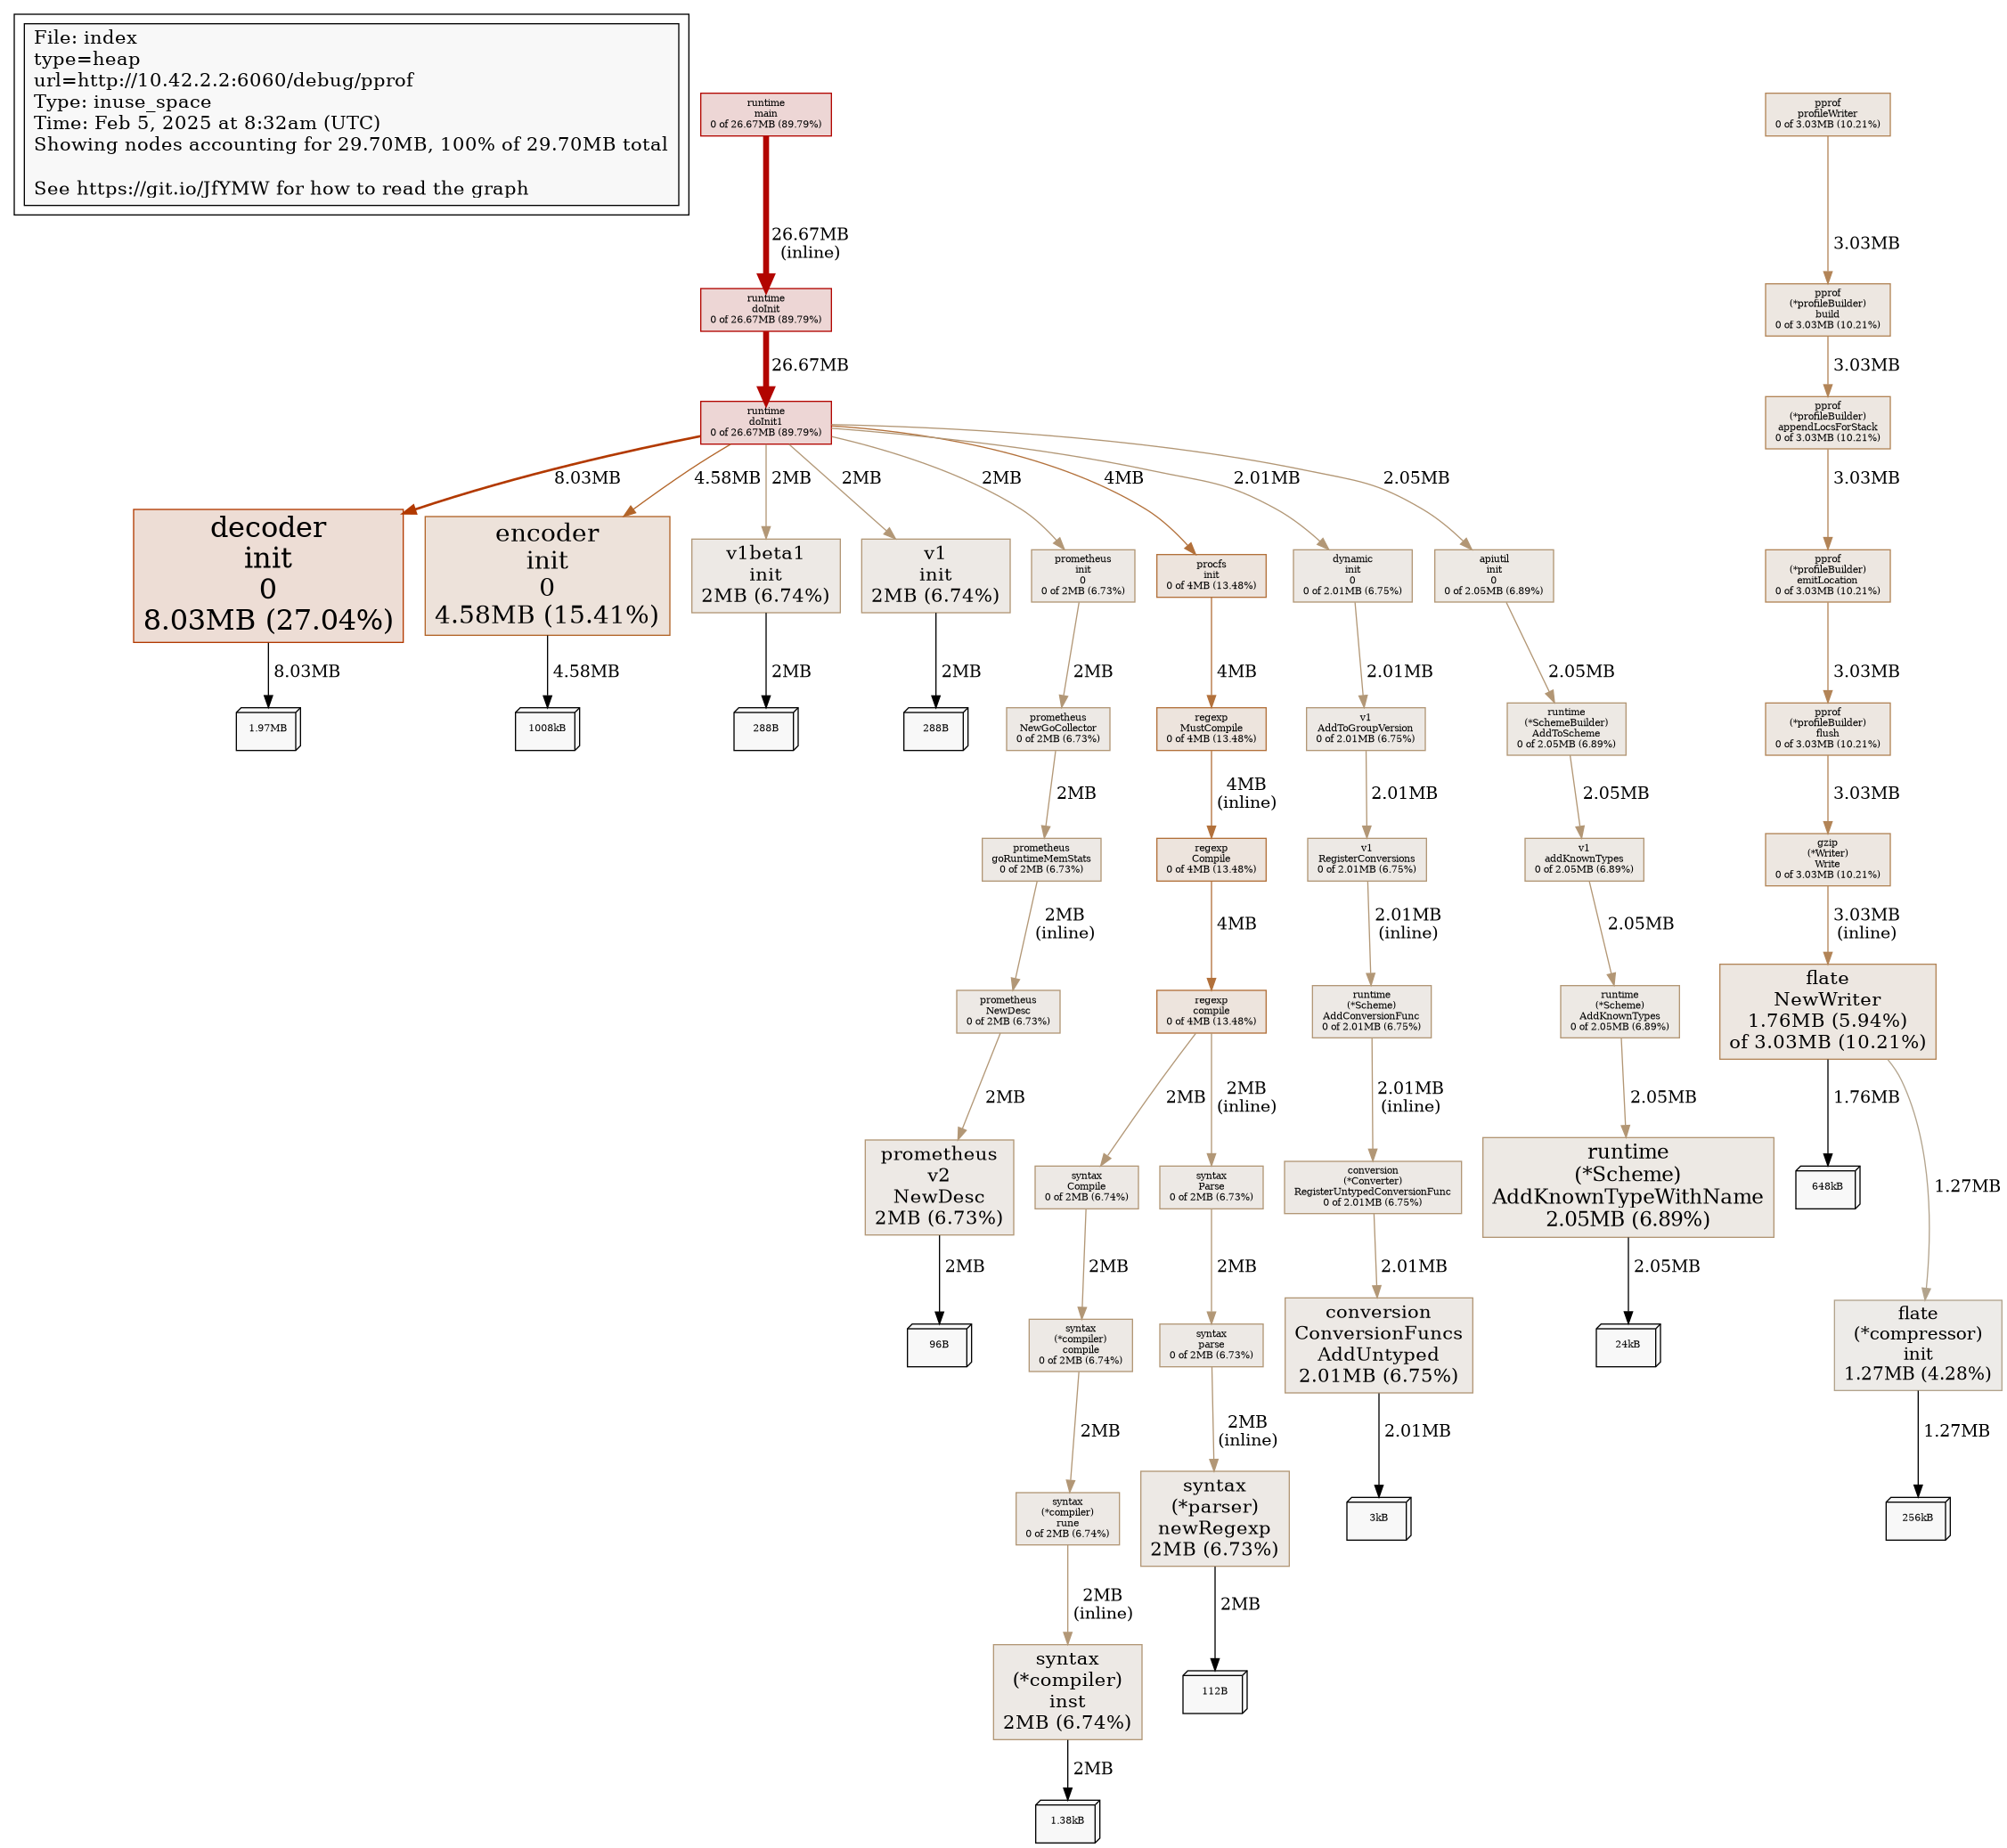 File: index
type=heap
url=http://10.42.2.2:6060/debug/pprof
Type: inuse_space
Time: Feb 5, 2025 at 8:32am (UTC)
Showing nodes accounting for 29.70MB, 100% of 29.70MB total
See https://git.io/JfYMW for how to read the graph
runtime
main
0 of 26.67MB (89.79%)
pprof
profileWriter
0 of 3.03MB (10.21%)
26.67MB
(inline)
3.03MB
runtime
doInit
0 of 26.67MB (89.79%)
pprof
(*profileBuilder)
build
0 of 3.03MB (10.21%)
26.67MB
3.03MB
runtime
doInit1
0 of 26.67MB (89.79%)
pprof
(*profileBuilder)
appendLocsForStack
0 of 3.03MB (10.21%)
8.03MB
4.58MB
2MB
2MB
2MB
4MB
2.01MB
2.05MB
3.03MB
decoder
init
0
8.03MB (27.04%)
encoder
init
0
4.58MB (15.41%)
v1beta1
init
2MB (6.74%)
v1
init
2MB (6.74%)
prometheus
init
0
0 of 2MB (6.73%)
procfs
init
0 of 4MB (13.48%)
dynamic
init
0
0 of 2.01MB (6.75%)
apiutil
init
0
0 of 2.05MB (6.89%)
pprof
(*profileBuilder)
emitLocation
0 of 3.03MB (10.21%)
8.03MB
4.58MB
2MB
2MB
2MB
4MB
2.01MB
2.05MB
3.03MB
1.97MB
1008kB
288B
288B
prometheus
NewGoCollector
0 of 2MB (6.73%)
regexp
MustCompile
0 of 4MB (13.48%)
v1
AddToGroupVersion
0 of 2.01MB (6.75%)
runtime
(*SchemeBuilder)
AddToScheme
0 of 2.05MB (6.89%)
pprof
(*profileBuilder)
flush
0 of 3.03MB (10.21%)
2MB
4MB
(inline)
2.01MB
2.05MB
3.03MB
prometheus
goRuntimeMemStats
0 of 2MB (6.73%)
regexp
Compile
0 of 4MB (13.48%)
v1
RegisterConversions
0 of 2.01MB (6.75%)
v1
addKnownTypes
0 of 2.05MB (6.89%)
gzip
(*Writer)
Write
0 of 3.03MB (10.21%)
2MB
(inline)
4MB
2.01MB
(inline)
2.05MB
3.03MB
(inline)
prometheus
NewDesc
0 of 2MB (6.73%)
regexp
compile
0 of 4MB (13.48%)
runtime
(*Scheme)
AddConversionFunc
0 of 2.01MB (6.75%)
runtime
(*Scheme)
AddKnownTypes
0 of 2.05MB (6.89%)
flate
NewWriter
1.76MB (5.94%)
of 3.03MB (10.21%)
2MB
2MB
2MB
(inline)
2.01MB
(inline)
2.05MB
1.76MB
1.27MB
prometheus
v2
NewDesc
2MB (6.73%)
syntax
Compile
0 of 2MB (6.74%)
syntax
Parse
0 of 2MB (6.73%)
conversion
(*Converter)
RegisterUntypedConversionFunc
0 of 2.01MB (6.75%)
runtime
(*Scheme)
AddKnownTypeWithName
2.05MB (6.89%)
648kB
2MB
2MB
2MB
2.01MB
2.05MB
96B
syntax
(*compiler)
compile
0 of 2MB (6.74%)
syntax
parse
0 of 2MB (6.73%)
conversion
ConversionFuncs
AddUntyped
2.01MB (6.75%)
24kB
flate
(*compressor)
init
1.27MB (4.28%)
2MB
2MB
(inline)
2.01MB
1.27MB
syntax
(*compiler)
rune
0 of 2MB (6.74%)
syntax
(*parser)
newRegexp
2MB (6.73%)
3kB
256kB
2MB
(inline)
2MB
syntax
(*compiler)
inst
2MB (6.74%)
112B
2MB
1.38kB